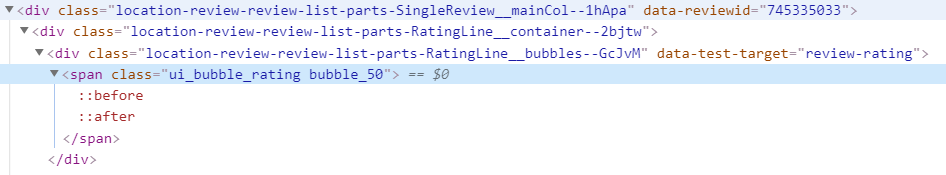 ▼<div class="location-review-review-list-parts-SingleReview__mainCol--1hApa" data-reviewid="745335033">
▼<div class="location-review-review-list-parts-RatingLine__container--2bjtw">
▼<div class="location-review-review-list-parts-RatingLine__bubbles--GcJvM" data-test-target="review-rating">
▼<span class="ui_bubble_rating bubble_50"> == $0
::before
::after
</span>
</div>